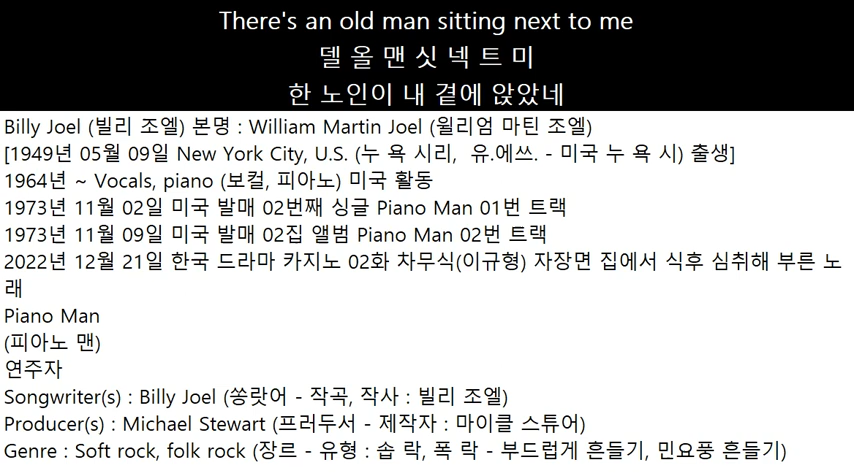 There's an old man sitting next to me
델 올 맨 싯 넥 트 미
한 노인이 내 곁에 앉았네
Billy Joel (빌리 조엘) 본명 : William Martin Joel (윌리엄 마틴 조엘)
[1949년 05월 09일 New York City, U.S. (누 욕 시리,  유.에쓰. - 미국 누 욕 시) 출생]
1964년 ~ Vocals, piano (보컬, 피아노) 미국 활동
1973년 11월 02일 미국 발매 02번째 싱글 Piano Man 01번 트랙
1973년 11월 09일 미국 발매 02집 앨범 Piano Man 02번 트랙
2022년 12월 21일 한국 드라마 카지노 02화 차무식(이규형) 자장면 집에서 식후 심취해 부른 노
래
Piano Man
(피아노 맨)
연주자
Songwriter(s) : Billy Joel (쏭랏어 - 작곡, 작사 : 빌리 조엘)
Producer(s) : Michael Stewart (프러두서 - 제작자 : 마이클 스튜어)
Genre : Soft rock, folk rock (장르 - 유형 : 솝 락, 폭 락 - 부드럽게 흔들기, 민요풍 흔들기)